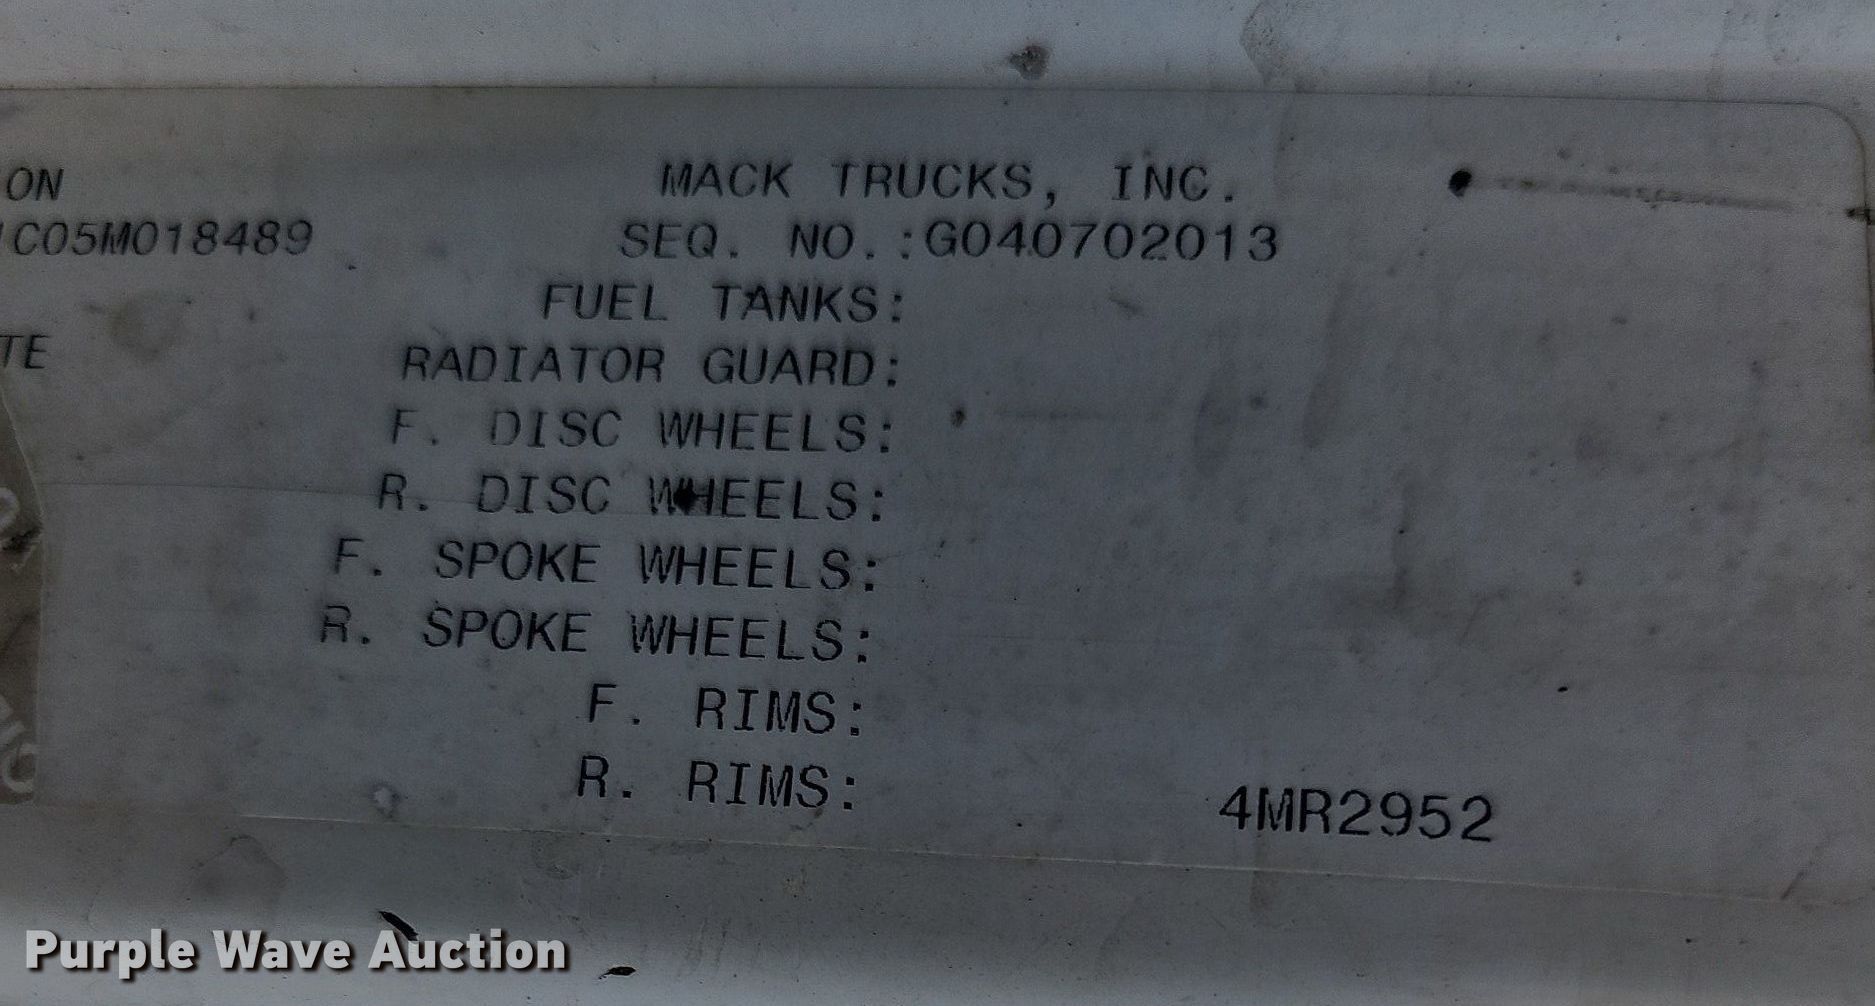 ON
1C05M018489
TE
MACK TRUCKS, INC.
SEQ. NO.:G040702013
FUEL TANKS:
RADIATOR GUARD:
F. DISC WHEELS:
R. DISC WHEELS:
F. SPOKE WHEELS:
R. SPOKE WHEELS:
F. RIMS:
R. RIMS:
4MR2952
Purple Wave Auction